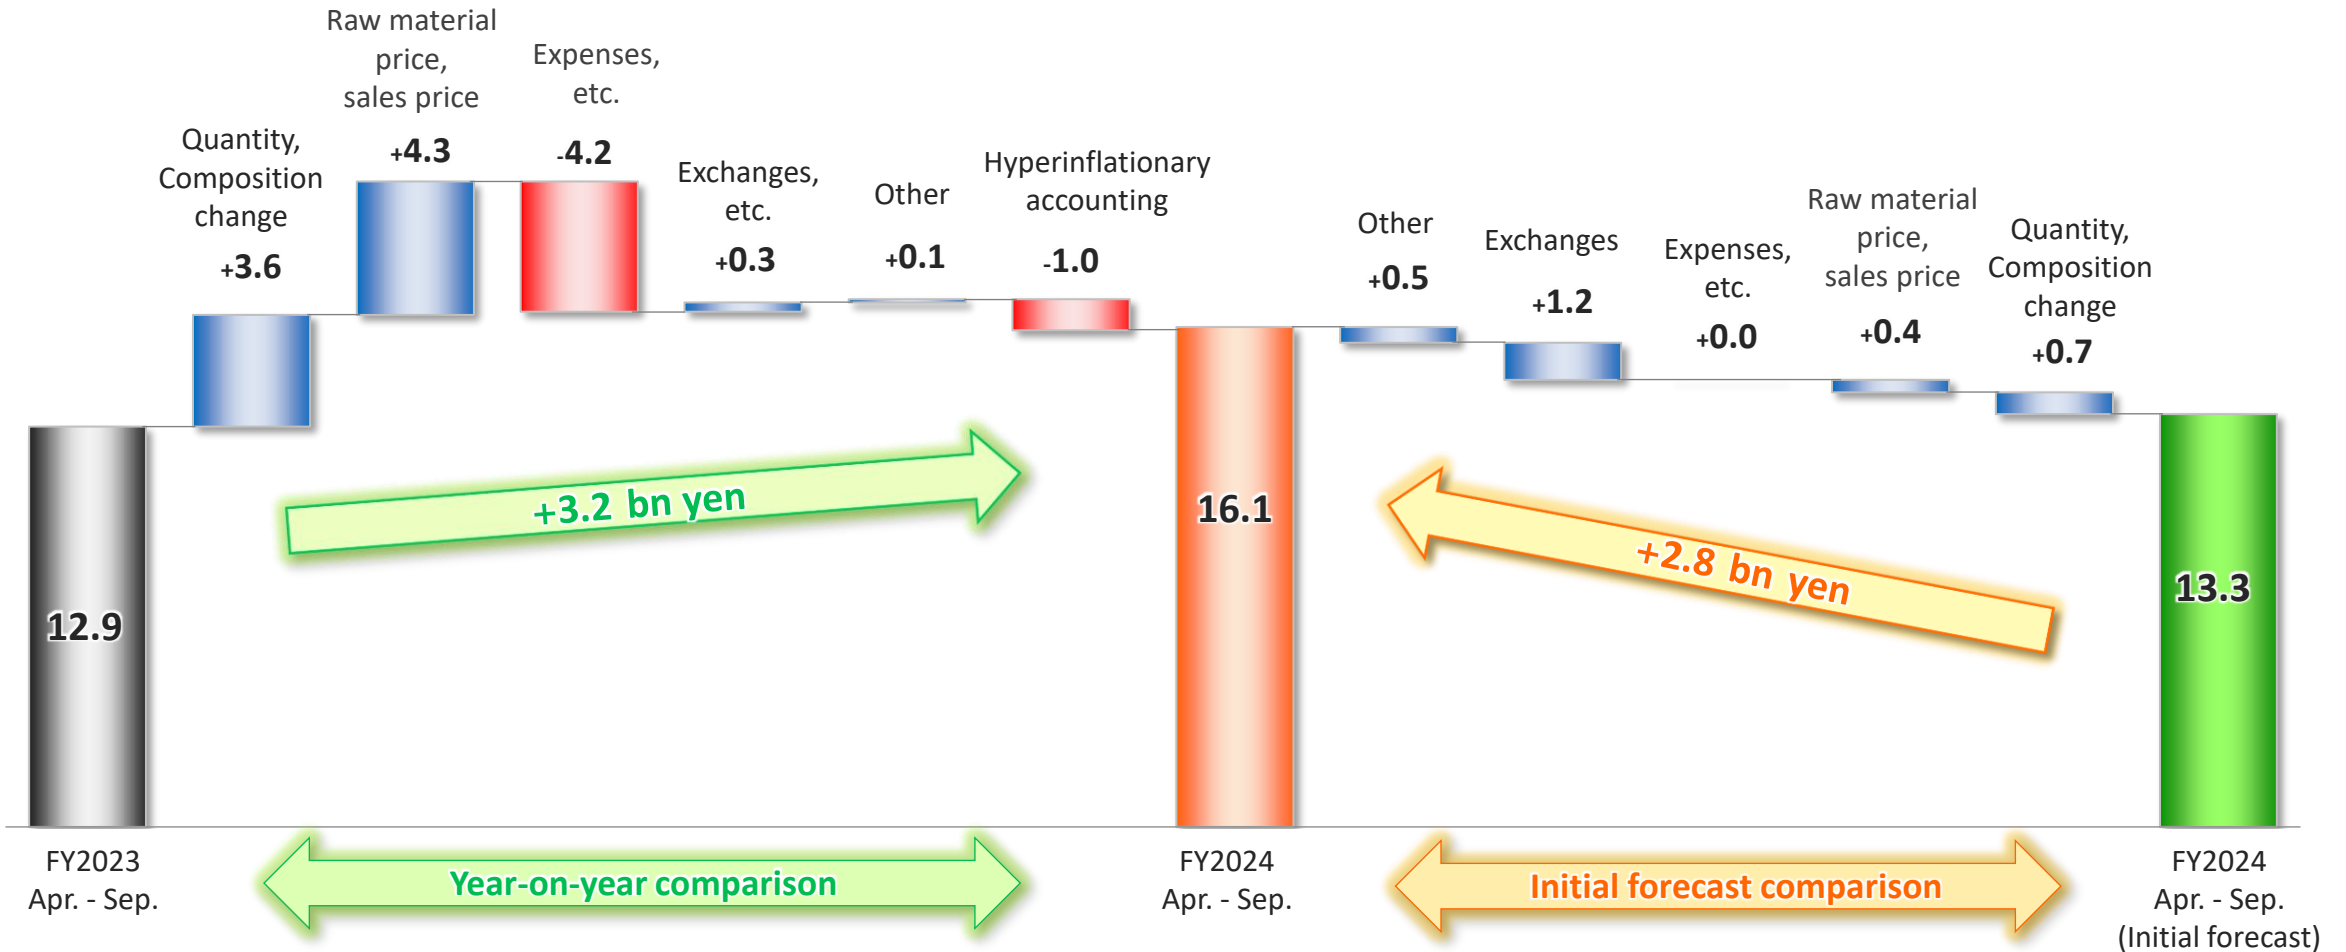 Raw material
price,
sales price
+4.3
Expenses,
etc.
-4.2
Quantity,
Composition
change
+3.6
Exchanges,
etc.
+0.3
Other
+0.1
Hyperinflationary
accounting
-1.0
Other
+0.5
Exchanges
+1.2
Expenses,
etc.
+0.0
Raw material
price,
sales price
+0.4
Quantity,
Composition
change
+0.7
+3.2 bn yen
+2.8 bn yen
12.9
16.1
13.3
FY2023
Apr. - Sep.
Year-on-year comparison
FY2024
Apr. - Sep.
Initial forecast comparison
FY2024
Apr. - Sep.
(Initial forecast)